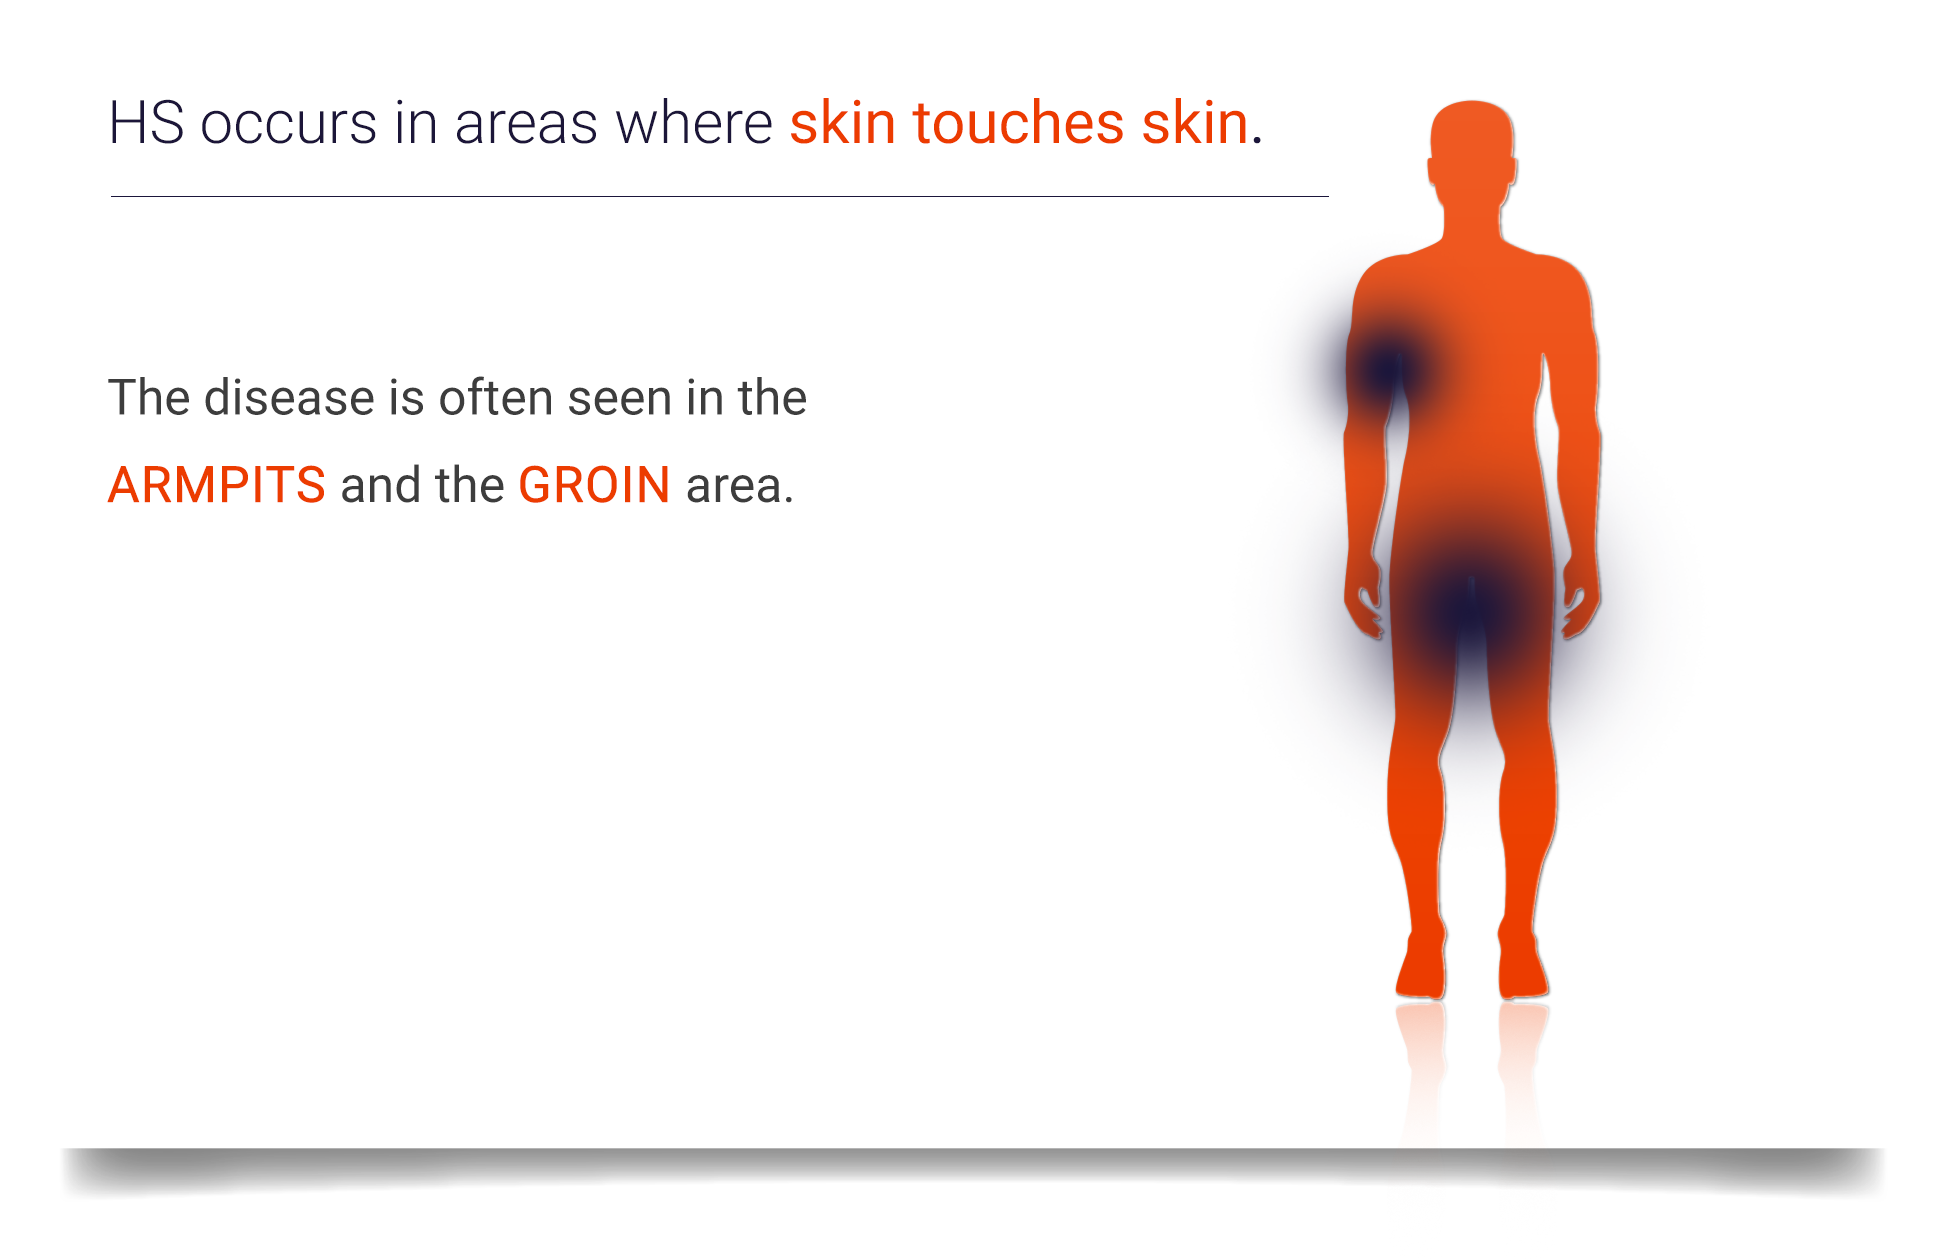 HS occurs in areas where skin touches skin.
The disease is often seen in the
ARMPITS and the GROIN area.